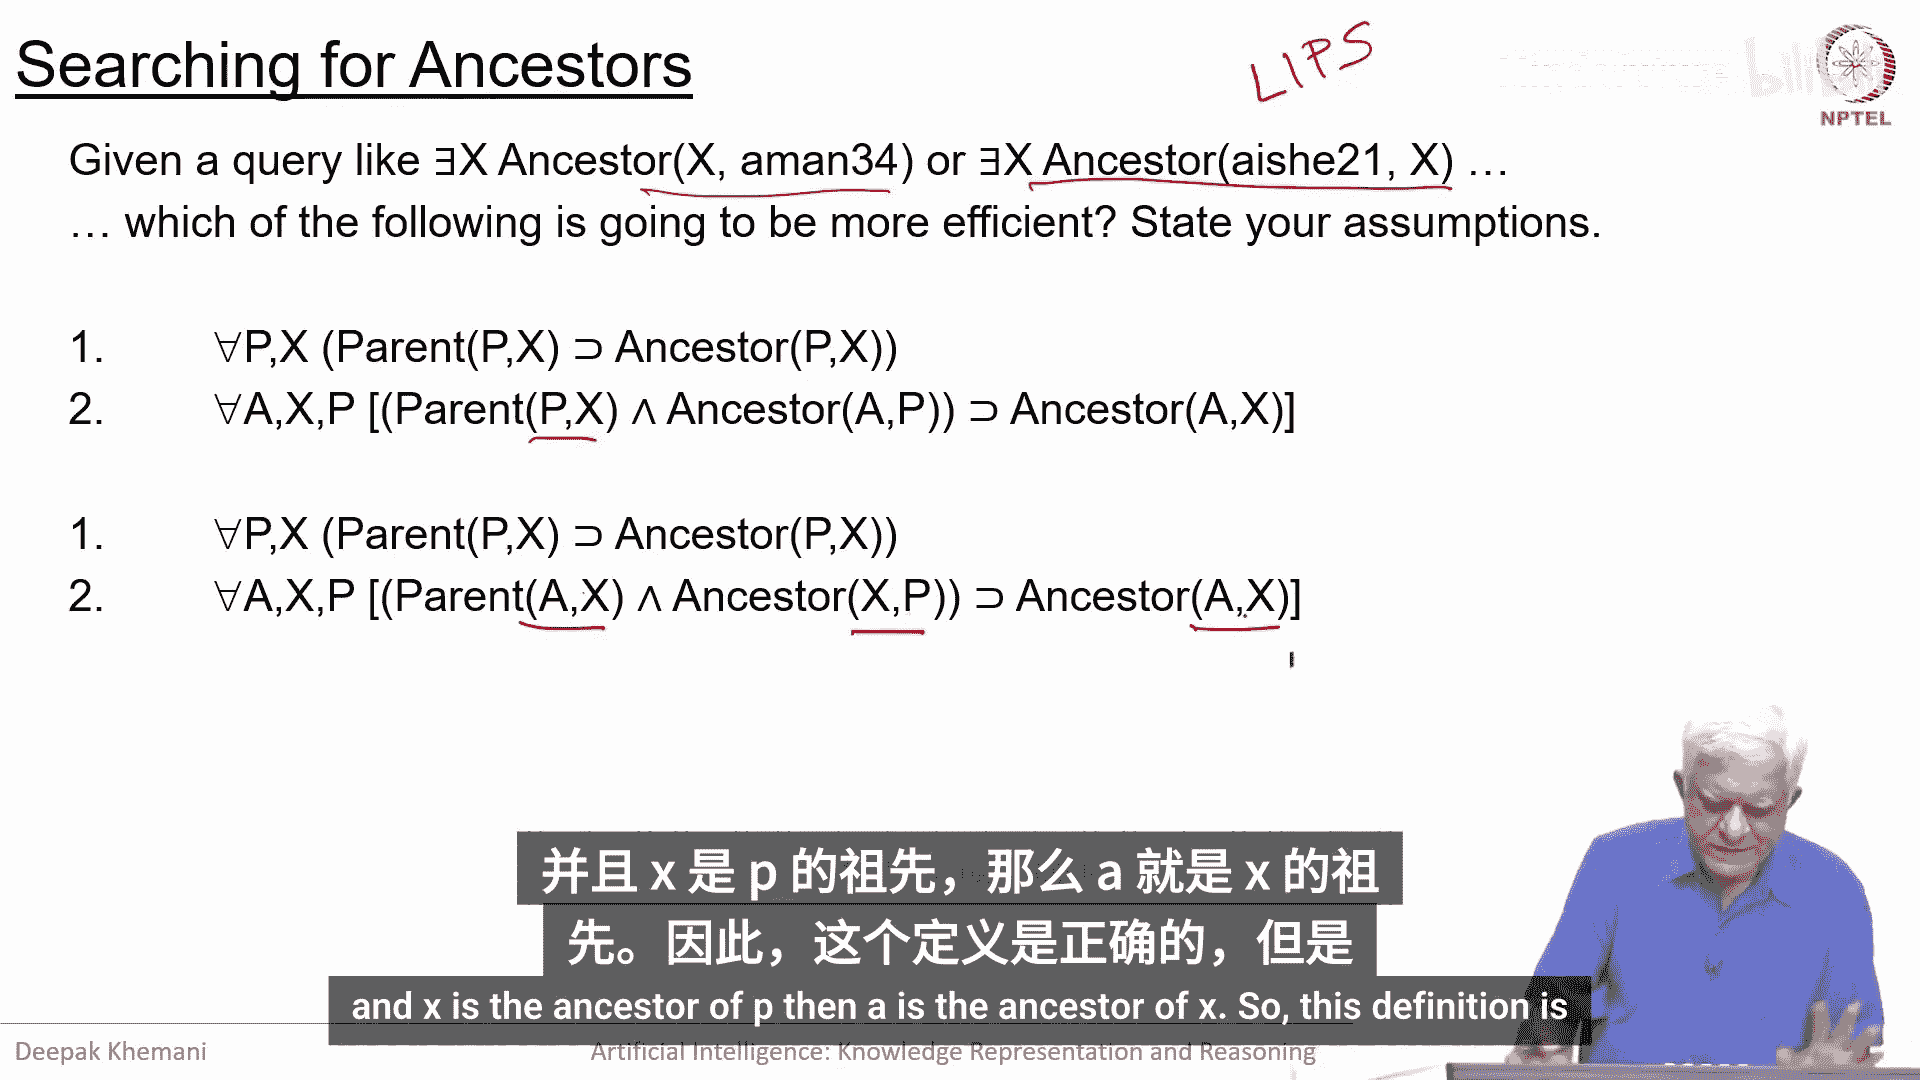 Searching for Ancestors
LIPS
NPTEL
Given a query like ∃X Ancestor(X, aman34) or ∃X Ancestor(aishe21, X) …
… which of the following is going to be more efficient? State your assumptions.
1. ∀P,X (Parent(P,X) ⊃ Ancestor(P,X))
2. ∀A,X,P [(Parent(P,X) ∧ Ancestor(A,P)) ⊃ Ancestor(A,X)]
1. ∀P,X (Parent(P,X) ⊃ Ancestor(P,X))
2. ∀A,X,P [(Parent(A,X) ∧ Ancestor(X,P)) ⊃ Ancestor(A,X)]
并且 x 是 p 的祖先，那么 a 就是 x 的祖
先。因此，这个定义是正确的，但是
and x is the ancestor of p then a is the ancestor of x. So, this definition is
Deepak Khemani
Artificial Intelligence: Knowledge Representation and Reasoning